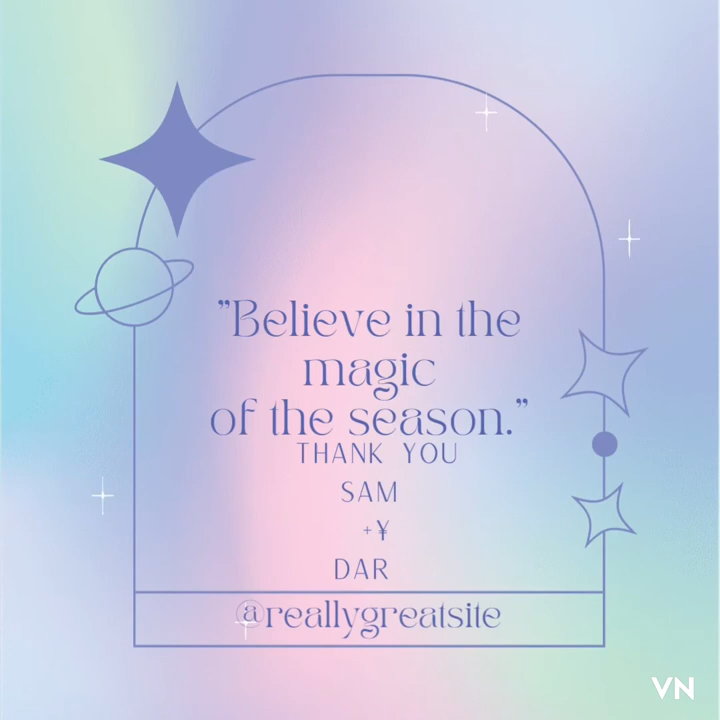 "Believe in the
magic
of the season."
THANK YOU
SAM
+¥
DAR
@reallygreatsite
VN